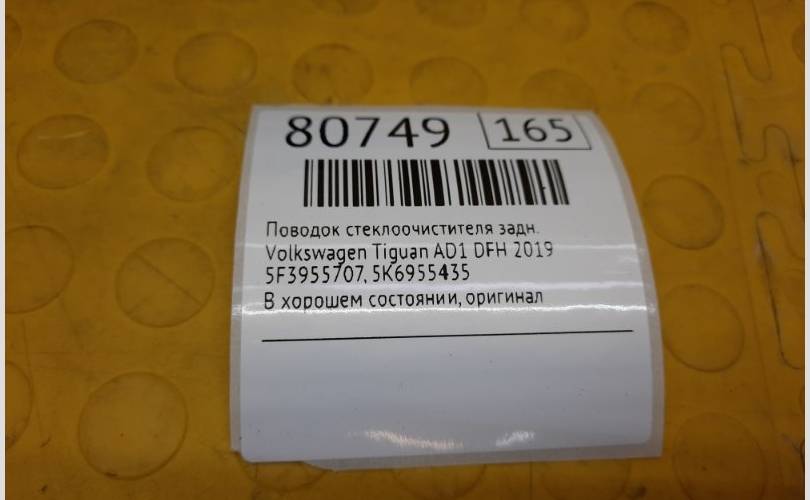 80749 165
Поводок стеклоочистителя задн.
Volkswagen Tiguan AD1 DFH 2019
5F3955707, 5K6955435
В хорошем состоянии, оригинал